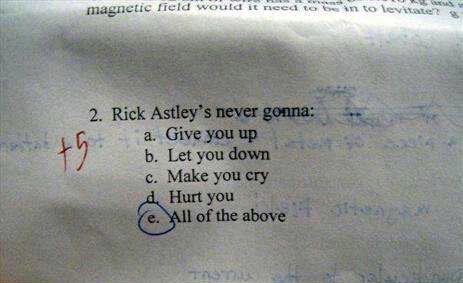 magnetic field would it need to be in to levitate? g
2. Rick Astley's never gonna:
+5
a. Give you up
b. Let you down
c. Make you cry
d. Hurt you
e. All of the above